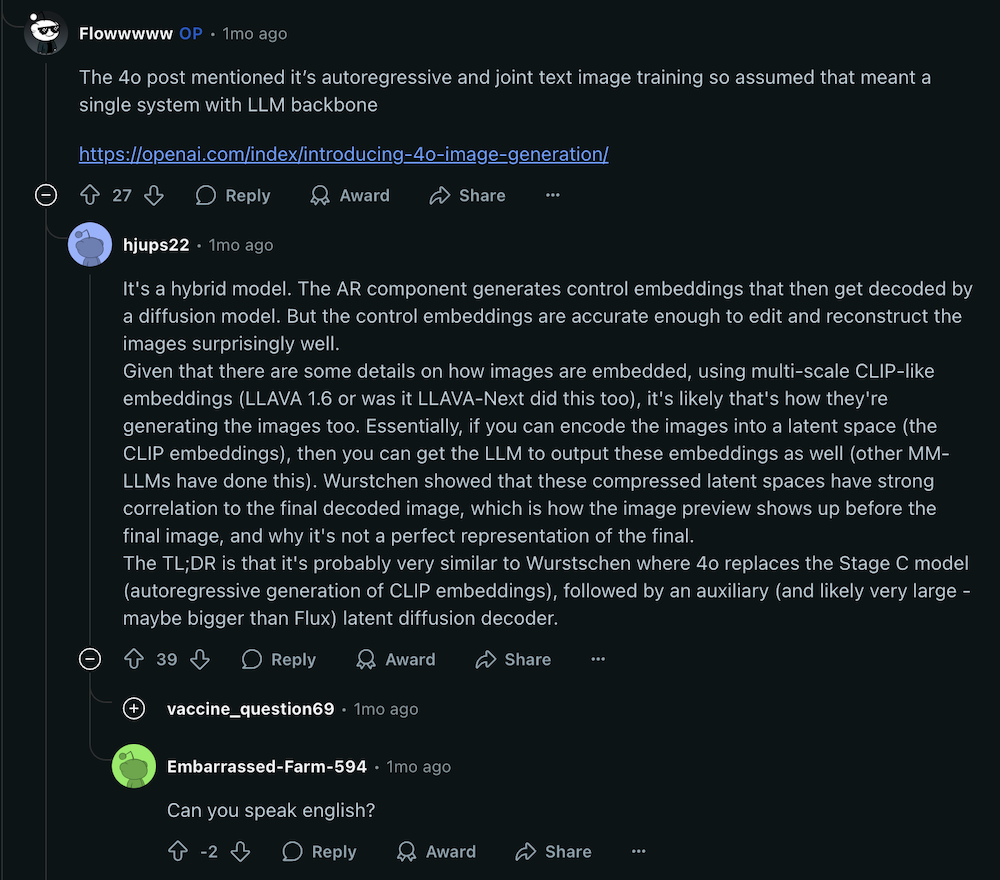 Flowwwww OP · 1mo ago
The 4o post mentioned it's autoregressive and joint text image training so assumed that meant a
single system with LLM backbone
https://openai.com/index/introducing-4o-image-generation/
27 Reply Award Share ...
hjups22 · 1mo ago
It's a hybrid model. The AR component generates control embeddings that then get decoded by
a diffusion model. But the control embeddings are accurate enough to edit and reconstruct the
images surprisingly well.
Given that there are some details on how images are embedded, using multi-scale CLIP-like
embeddings (LLAVA 1.6 or was it LLAVA-Next did this too), it's likely that's how they're
generating the images too. Essentially, if you can encode the images into a latent space (the
CLIP embeddings), then you can get the LLM to output these embeddings as well (other MM-
LLMs have done this). Wurstchen showed that these compressed latent spaces have strong
correlation to the final decoded image, which is how the image preview shows up before the
final image, and why it's not a perfect representation of the final.
The TL;DR is that it's probably very similar to Wurstschen where 4o replaces the Stage C model
(autoregressive generation of CLIP embeddings), followed by an auxiliary (and likely very large -
maybe bigger than Flux) latent diffusion decoder.
39 Reply Award Share ...
vaccine_question69 · 1mo ago
Embarrassed-Farm-594 · 1mo ago
Can you speak english?
-2 Reply Award Share ...